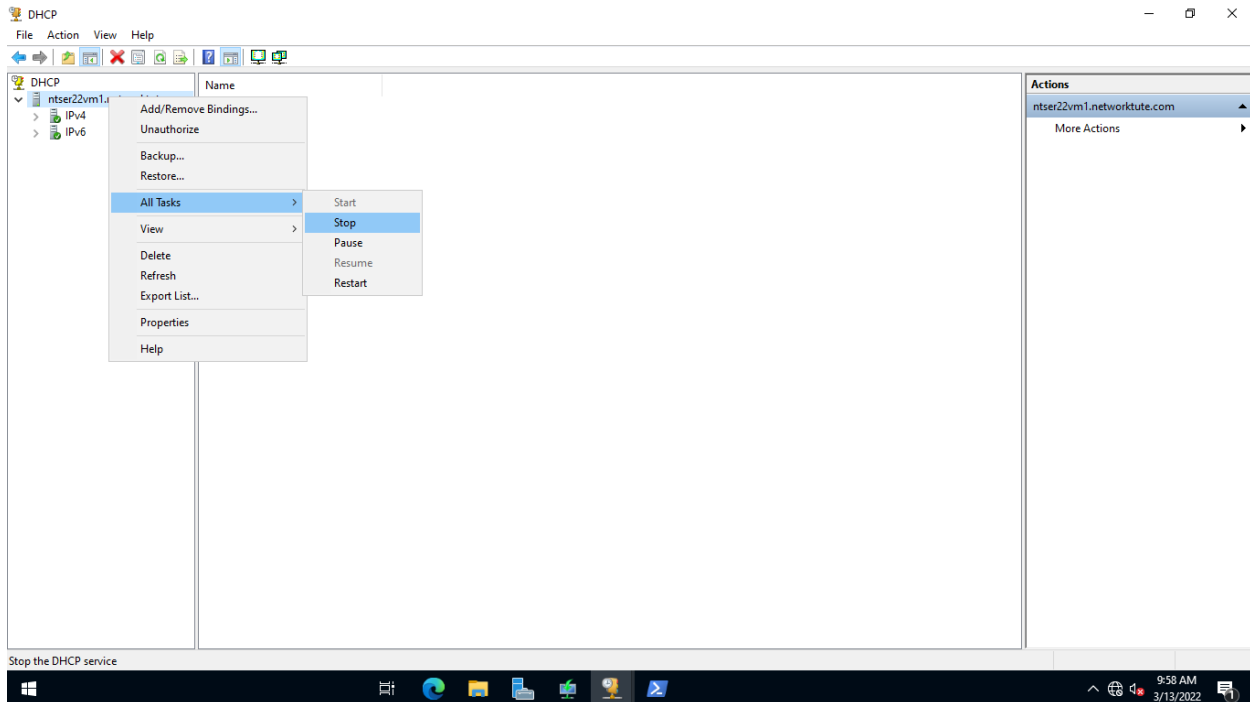 DHCP
File Action View Help
DHCP
ntser22vm1.
IPv4
IPv6
Name
Add/Remove Bindings...
Unauthorize
Backup...
Restore...
All Tasks
View
Delete
Refresh
Export List...
Properties
Help
Start
Stop
Pause
Resume
Restart
Actions
ntser22vm1.networktute.com
More Actions
Stop the DHCP service
9:58 AM
3/13/2022
1